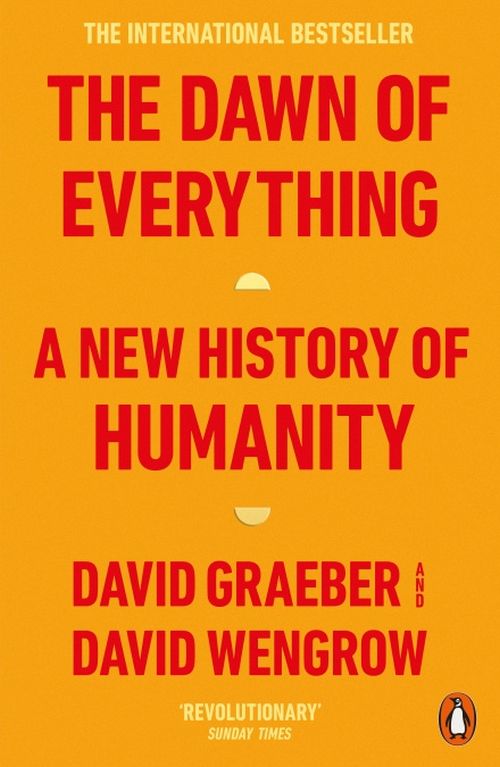 THE INTERNATIONAL BESTSELLER
THE DAWN OF
EVERYTHING
A NEW HISTORY OF
HUMANITY
DAVID GRAEBER AND
DAVID WENGROW
'REVOLUTIONARY'
SUNDAY TIMES